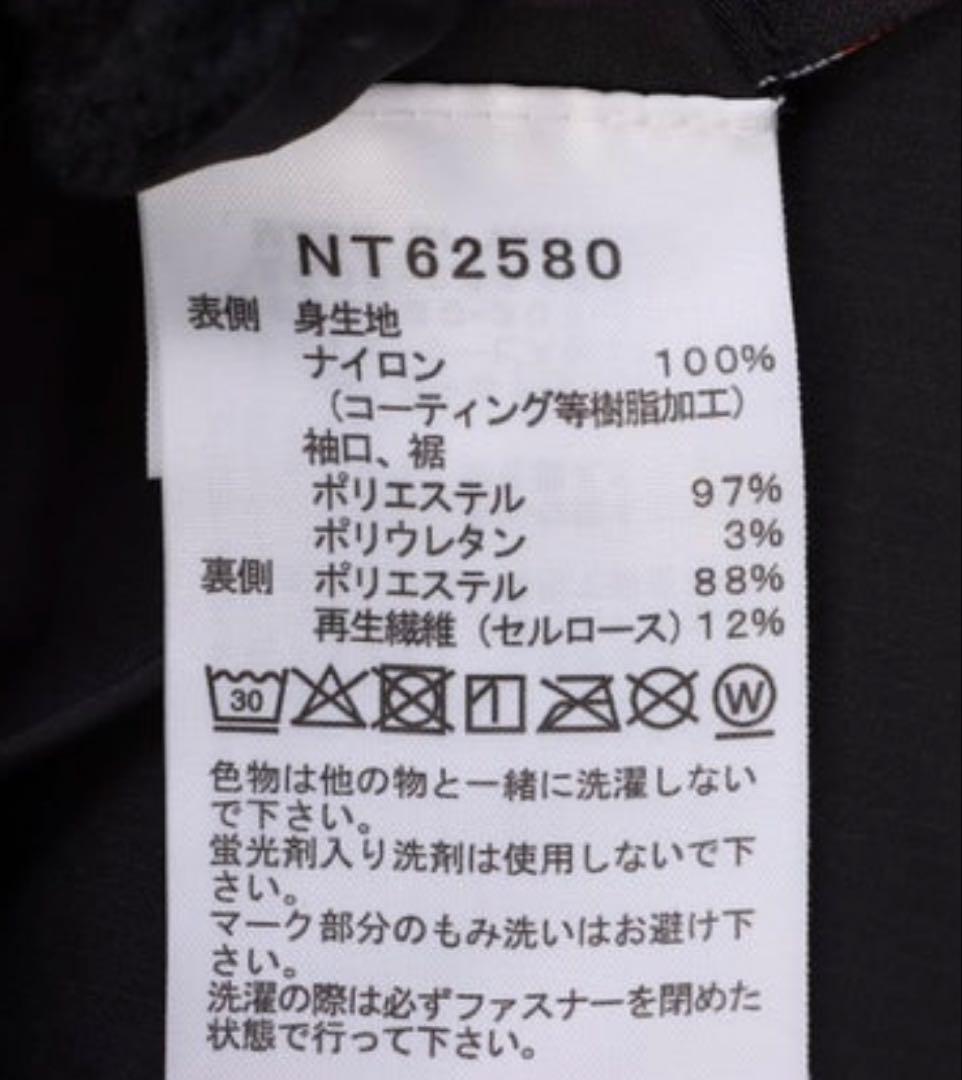 NT62580
表側 身生地
ナイロン 100%
（コーティング等樹脂加工）
袖口、裾
ポリエステル 97%
ポリウレタン 3%
裏側 ポリエステル 88%
再生繊維（セルロース）12%
30 W
色物は他の物と一緒に洗濯しない
で下さい。
蛍光剤入り洗剤は使用しないで下
さい。
マーク部分のもみ洗いはお避け下
さい。
洗濯の際は必ずファスナーを閉めた
状態で行って下さい。